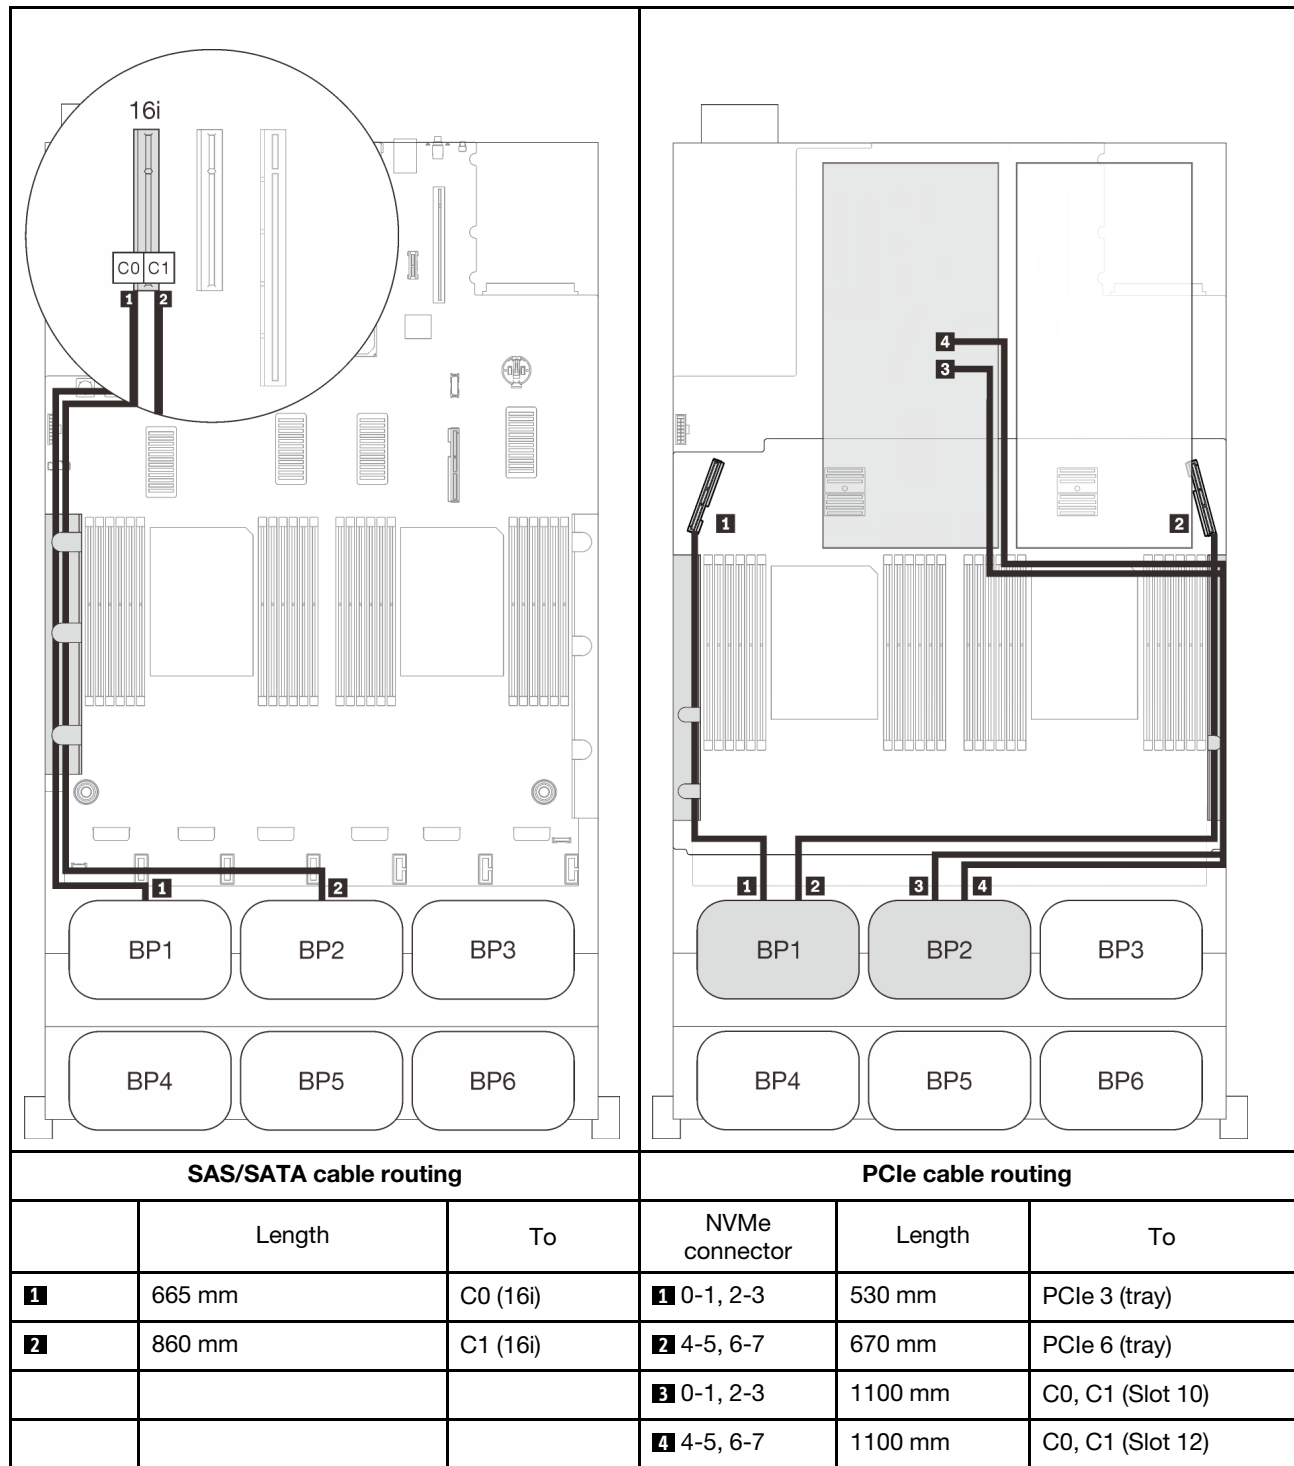 16i
C0 C1
1 2
1 2
BP1 BP2 BP3
BP4 BP5 BP6
4
3
1 2
1 2 3 4
BP1 BP2 BP3
BP4 BP5 BP6
SAS/SATA cable routing PCIe cable routing
Length To NVMe connector Length To
1 665 mm C0 (16i) 1 0-1, 2-3 530 mm PCIe 3 (tray)
2 860 mm C1 (16i) 2 4-5, 6-7 670 mm PCIe 6 (tray)
3 0-1, 2-3 1100 mm C0, C1 (Slot 10)
4 4-5, 6-7 1100 mm C0, C1 (Slot 12)